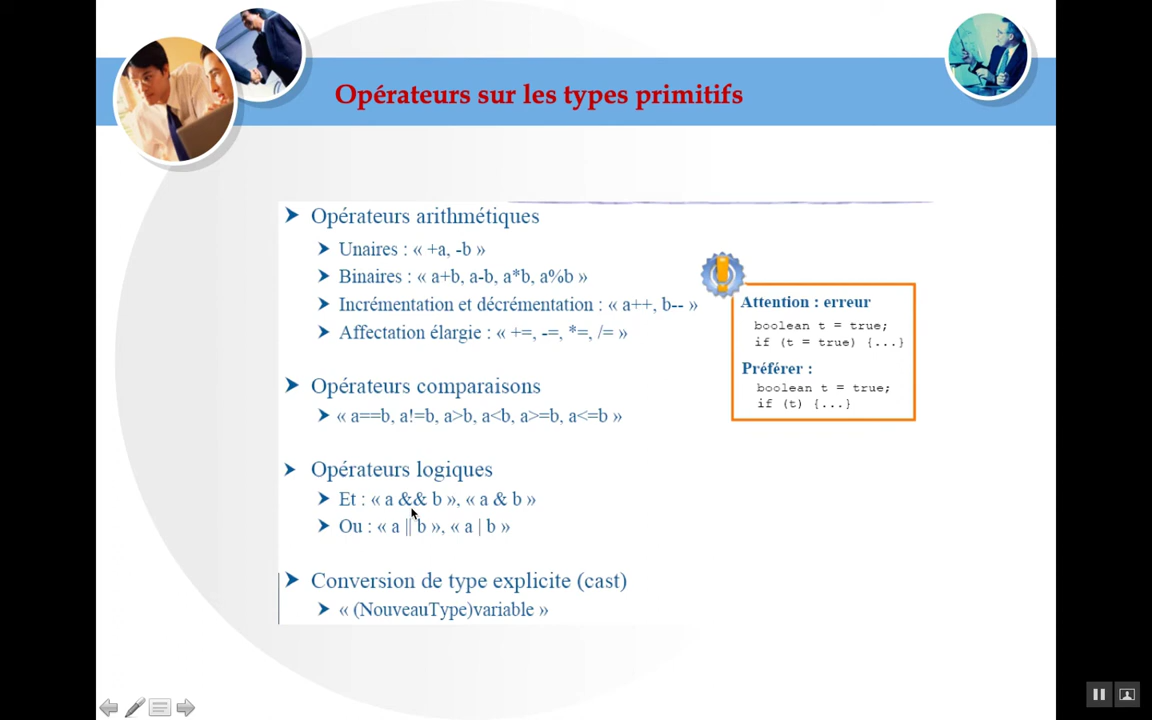 Opérateurs sur les types primitifs
Opérateurs arithmétiques
Unaires : « +a, -b »
Binaires : « a+b, a-b, a*b, a%b »
Incrémentation et décrémentation : « a++, b-- »
Affectation élargie : « +=, -=, *=, /= »
Attention : erreur
boolean t = true;
if (t = true) {...}
Préférer :
boolean t = true;
if (t) {...}
Opérateurs comparaisons
« a==b, a!=b, a>b, a<b, a>=b, a<=b »
Opérateurs logiques
Et : « a && b », « a & b »
Ou : « a || b », « a | b »
Conversion de type explicite (cast)
« (NouveauType)variable »